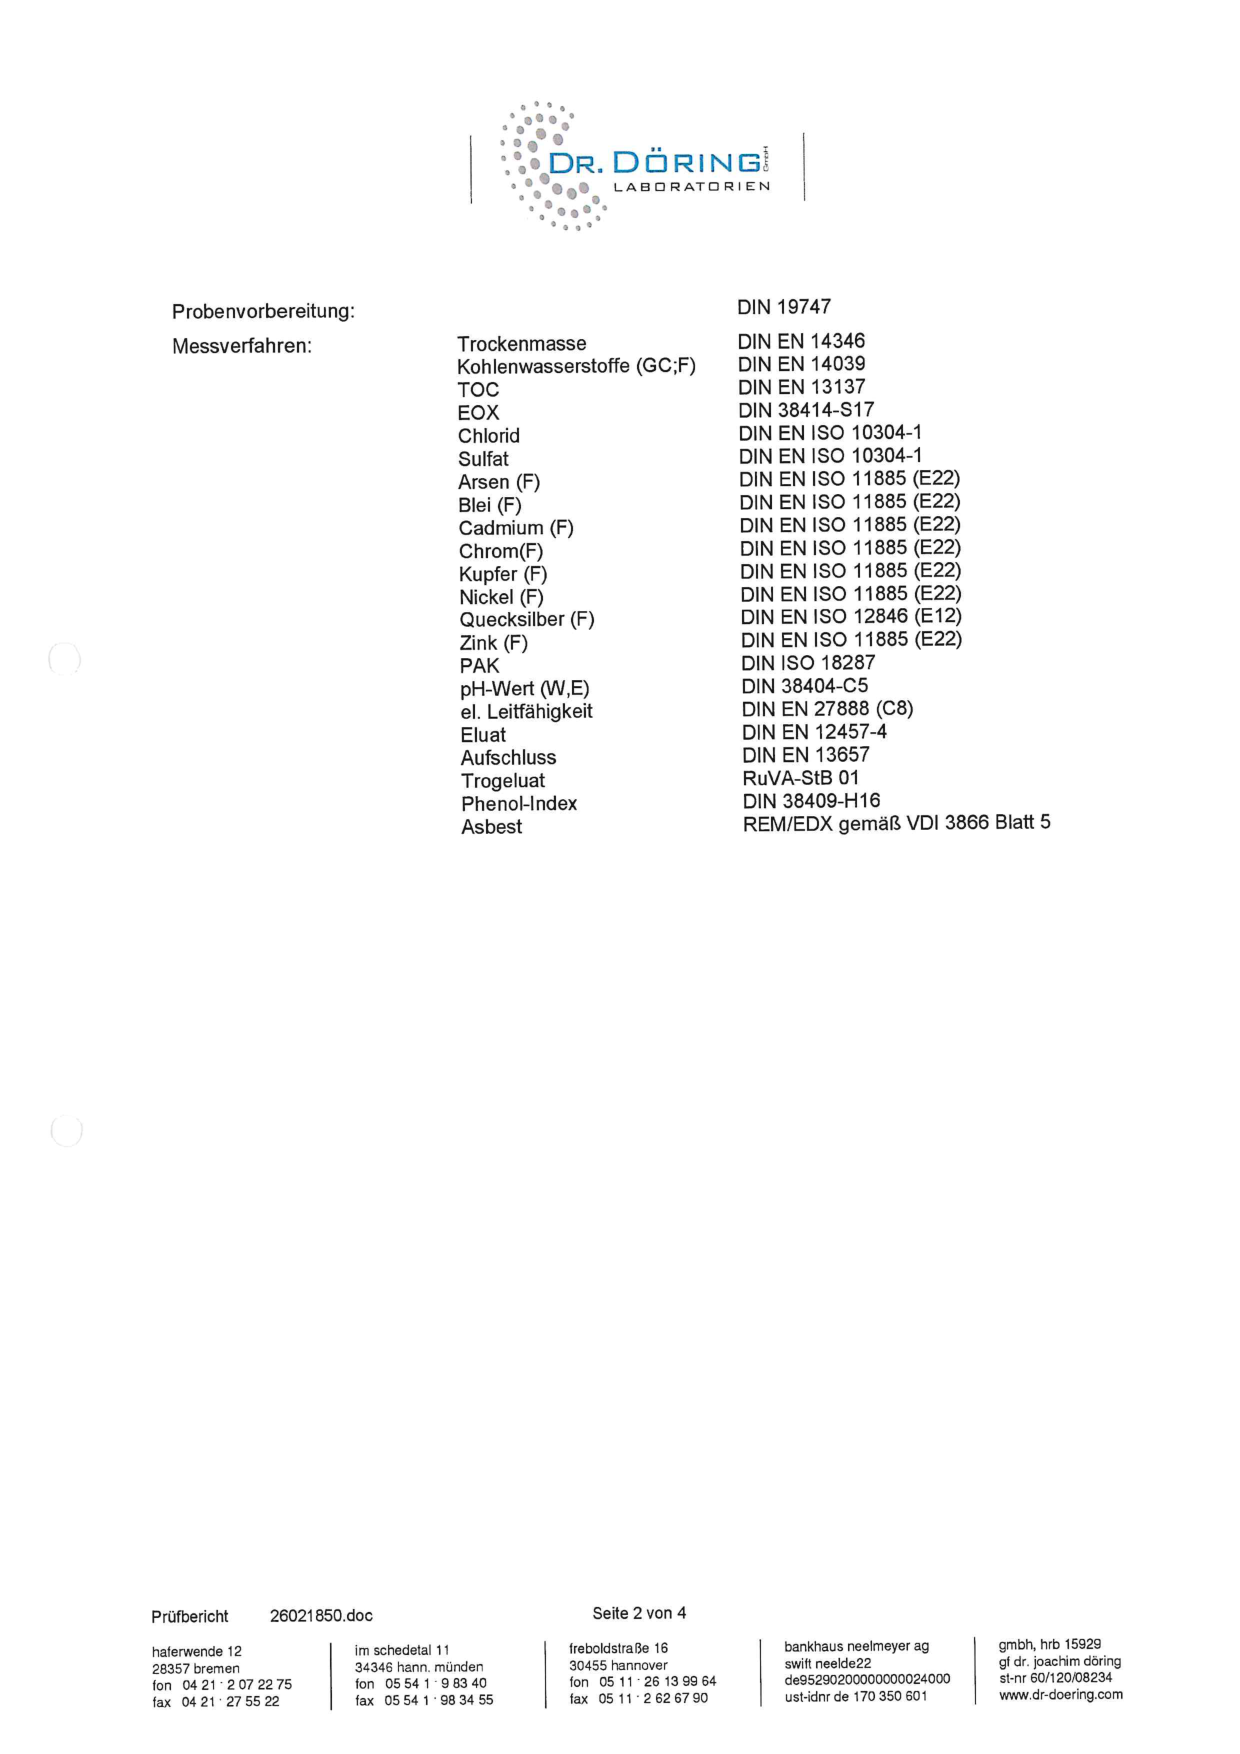 DR. DÖRING GmbH
LABORATORIEN
Probenvorbereitung: DIN 19747
Messverfahren: Trockenmasse DIN EN 14346
Kohlenwasserstoffe (GC;F) DIN EN 14039
TOC DIN EN 13137
EOX DIN 38414-S17
Chlorid DIN EN ISO 10304-1
Sulfat DIN EN ISO 10304-1
Arsen (F) DIN EN ISO 11885 (E22)
Blei (F) DIN EN ISO 11885 (E22)
Cadmium (F) DIN EN ISO 11885 (E22)
Chrom(F) DIN EN ISO 11885 (E22)
Kupfer (F) DIN EN ISO 11885 (E22)
Nickel (F) DIN EN ISO 11885 (E22)
Quecksilber (F) DIN EN ISO 12846 (E12)
Zink (F) DIN EN ISO 11885 (E22)
PAK DIN ISO 18287
pH-Wert (W,E) DIN 38404-C5
el. Leitfähigkeit DIN EN 27888 (C8)
Eluat DIN EN 12457-4
Aufschluss DIN EN 13657
Trogeluat RuVA-StB 01
Phenol-Index DIN 38409-H16
Asbest REM/EDX gemäß VDI 3866 Blatt 5
Prüfbericht 26021850.doc Seite 2 von 4
haferwende 12
28357 bremen
fon 04 21 · 2 07 22 75
fax 04 21 · 27 55 22
im schedetal 11
34346 hann. münden
fon 05 54 1 · 9 83 40
fax 05 54 1 · 98 34 55
freboldstraße 16
30455 hannover
fon 05 11 · 26 13 99 64
fax 05 11 · 2 62 67 90
bankhaus neelmeyer ag
swift neelde22
de95290200000000024000
ust-idnr de 170 350 601
gmbh, hrb 15929
gf dr. joachim döring
st-nr 60/120/08234
www.dr-doering.com